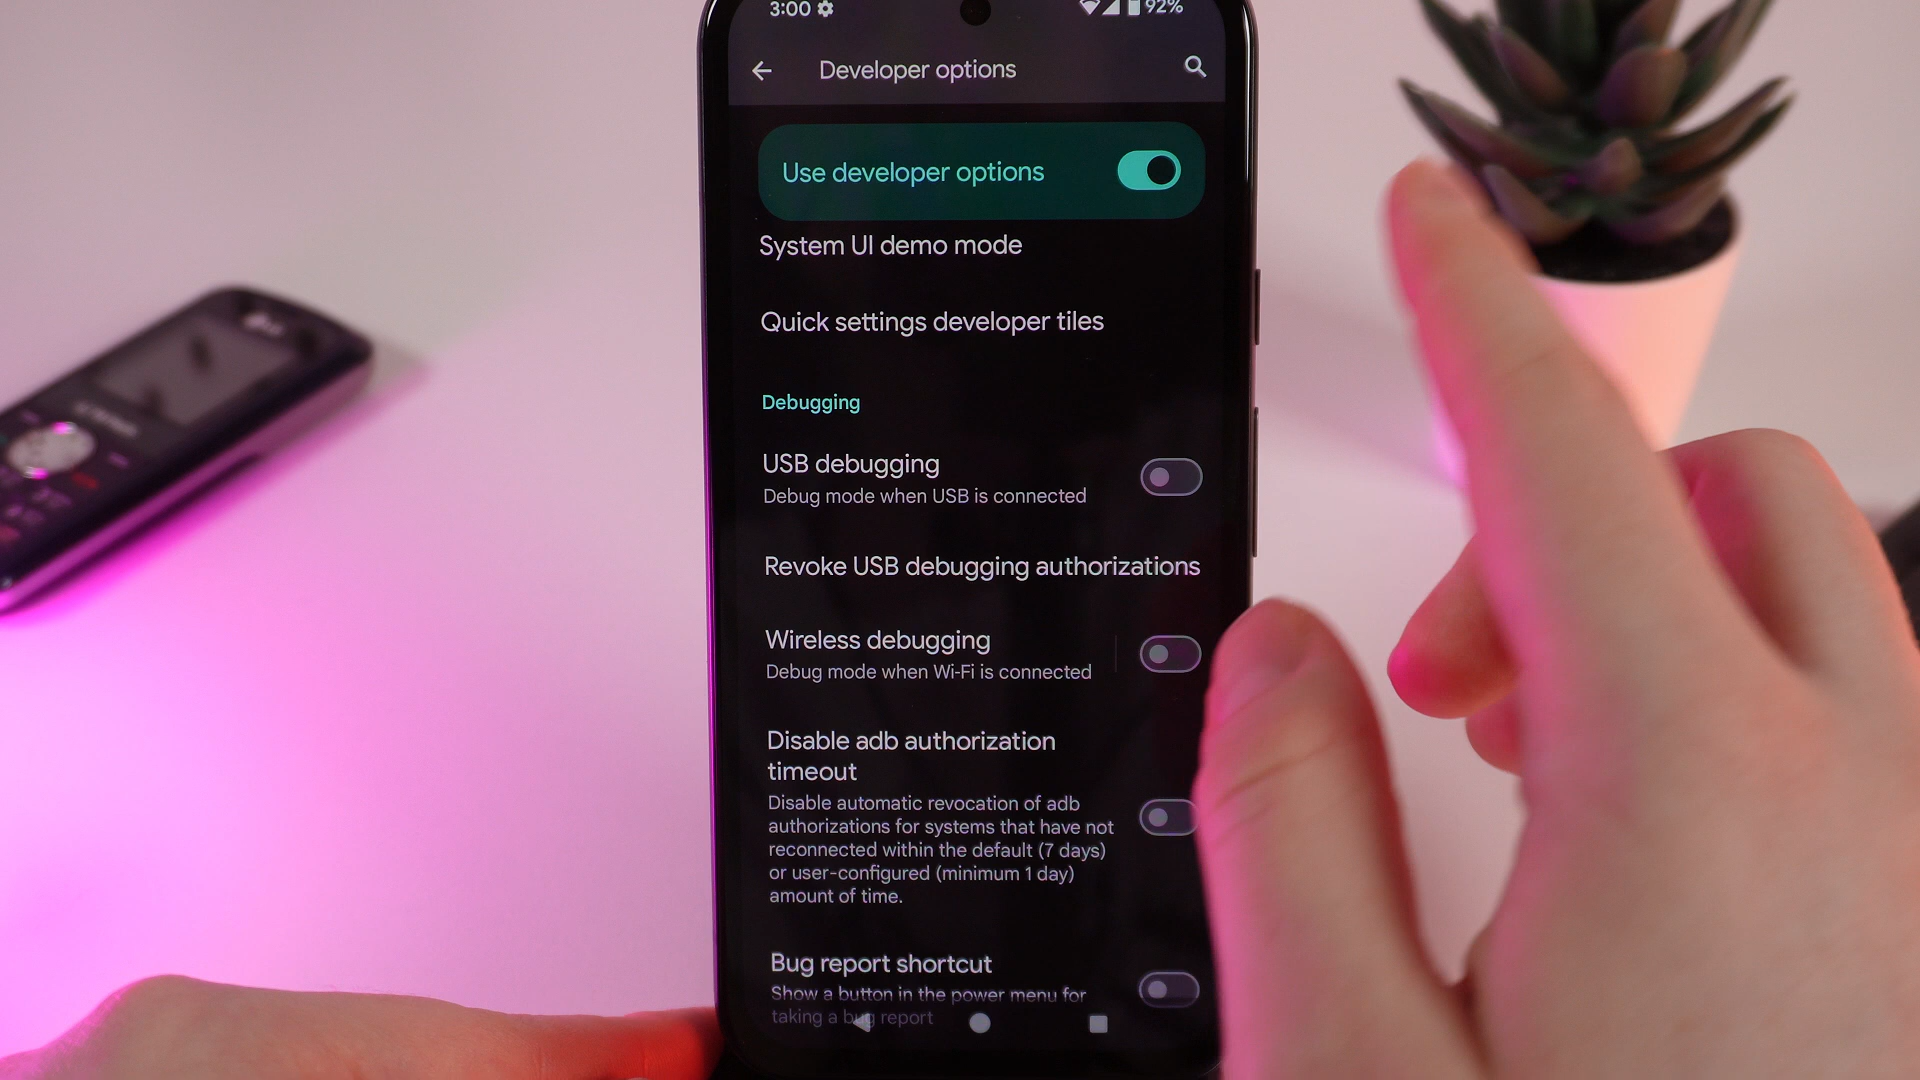 3:00 92%
Developer options
Use developer options
System UI demo mode
Quick settings developer tiles
Debugging
USB debugging
Debug mode when USB is connected
Revoke USB debugging authorizations
Wireless debugging
Debug mode when Wi-Fi is connected
Disable adb authorization
timeout
Disable automatic revocation of adb
authorizations for systems that have not
reconnected within the default (7 days)
or user-configured (minimum 1 day)
amount of time.
Bug report shortcut
Show a button in the power menu for
taking a bug report
LG